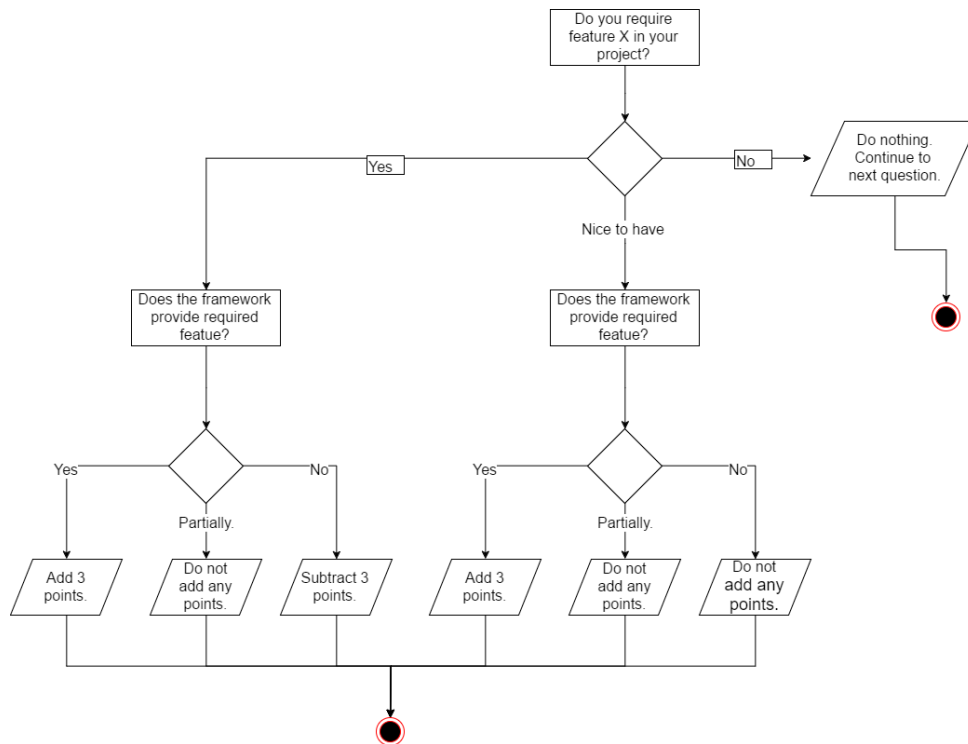 Do you require
feature X in your
project?
Yes
No
Do nothing.
Continue to
next question.
Nice to have
Does the framework
provide required
featue?
Does the framework
provide required
feature?
Yes
No
Partially.
Yes
No
Partially.
Add 3
points.
Do not
add any
points.
Subtract 3
points.
Add 3
points.
Do not
add any
points.
Do not
add any
points.